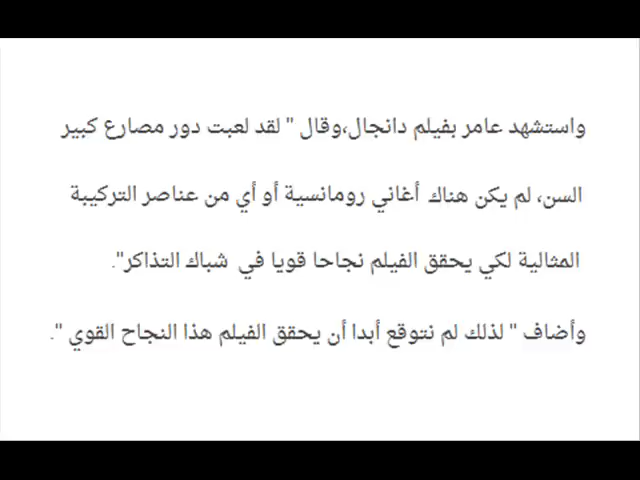 واستشهد عامر بفيلم دانجال،وقال " لقد لعبت دور مصارع كبير
السن، لم يكن هناك أغاني رومانسية أو أي من عناصر التركيبة
المثالية لكي يحقق الفيلم نجاحا قويا في شباك التذاكر".
وأضاف " لذلك لم نتوقع أبدا أن يحقق الفيلم هذا النجاح القوي ".